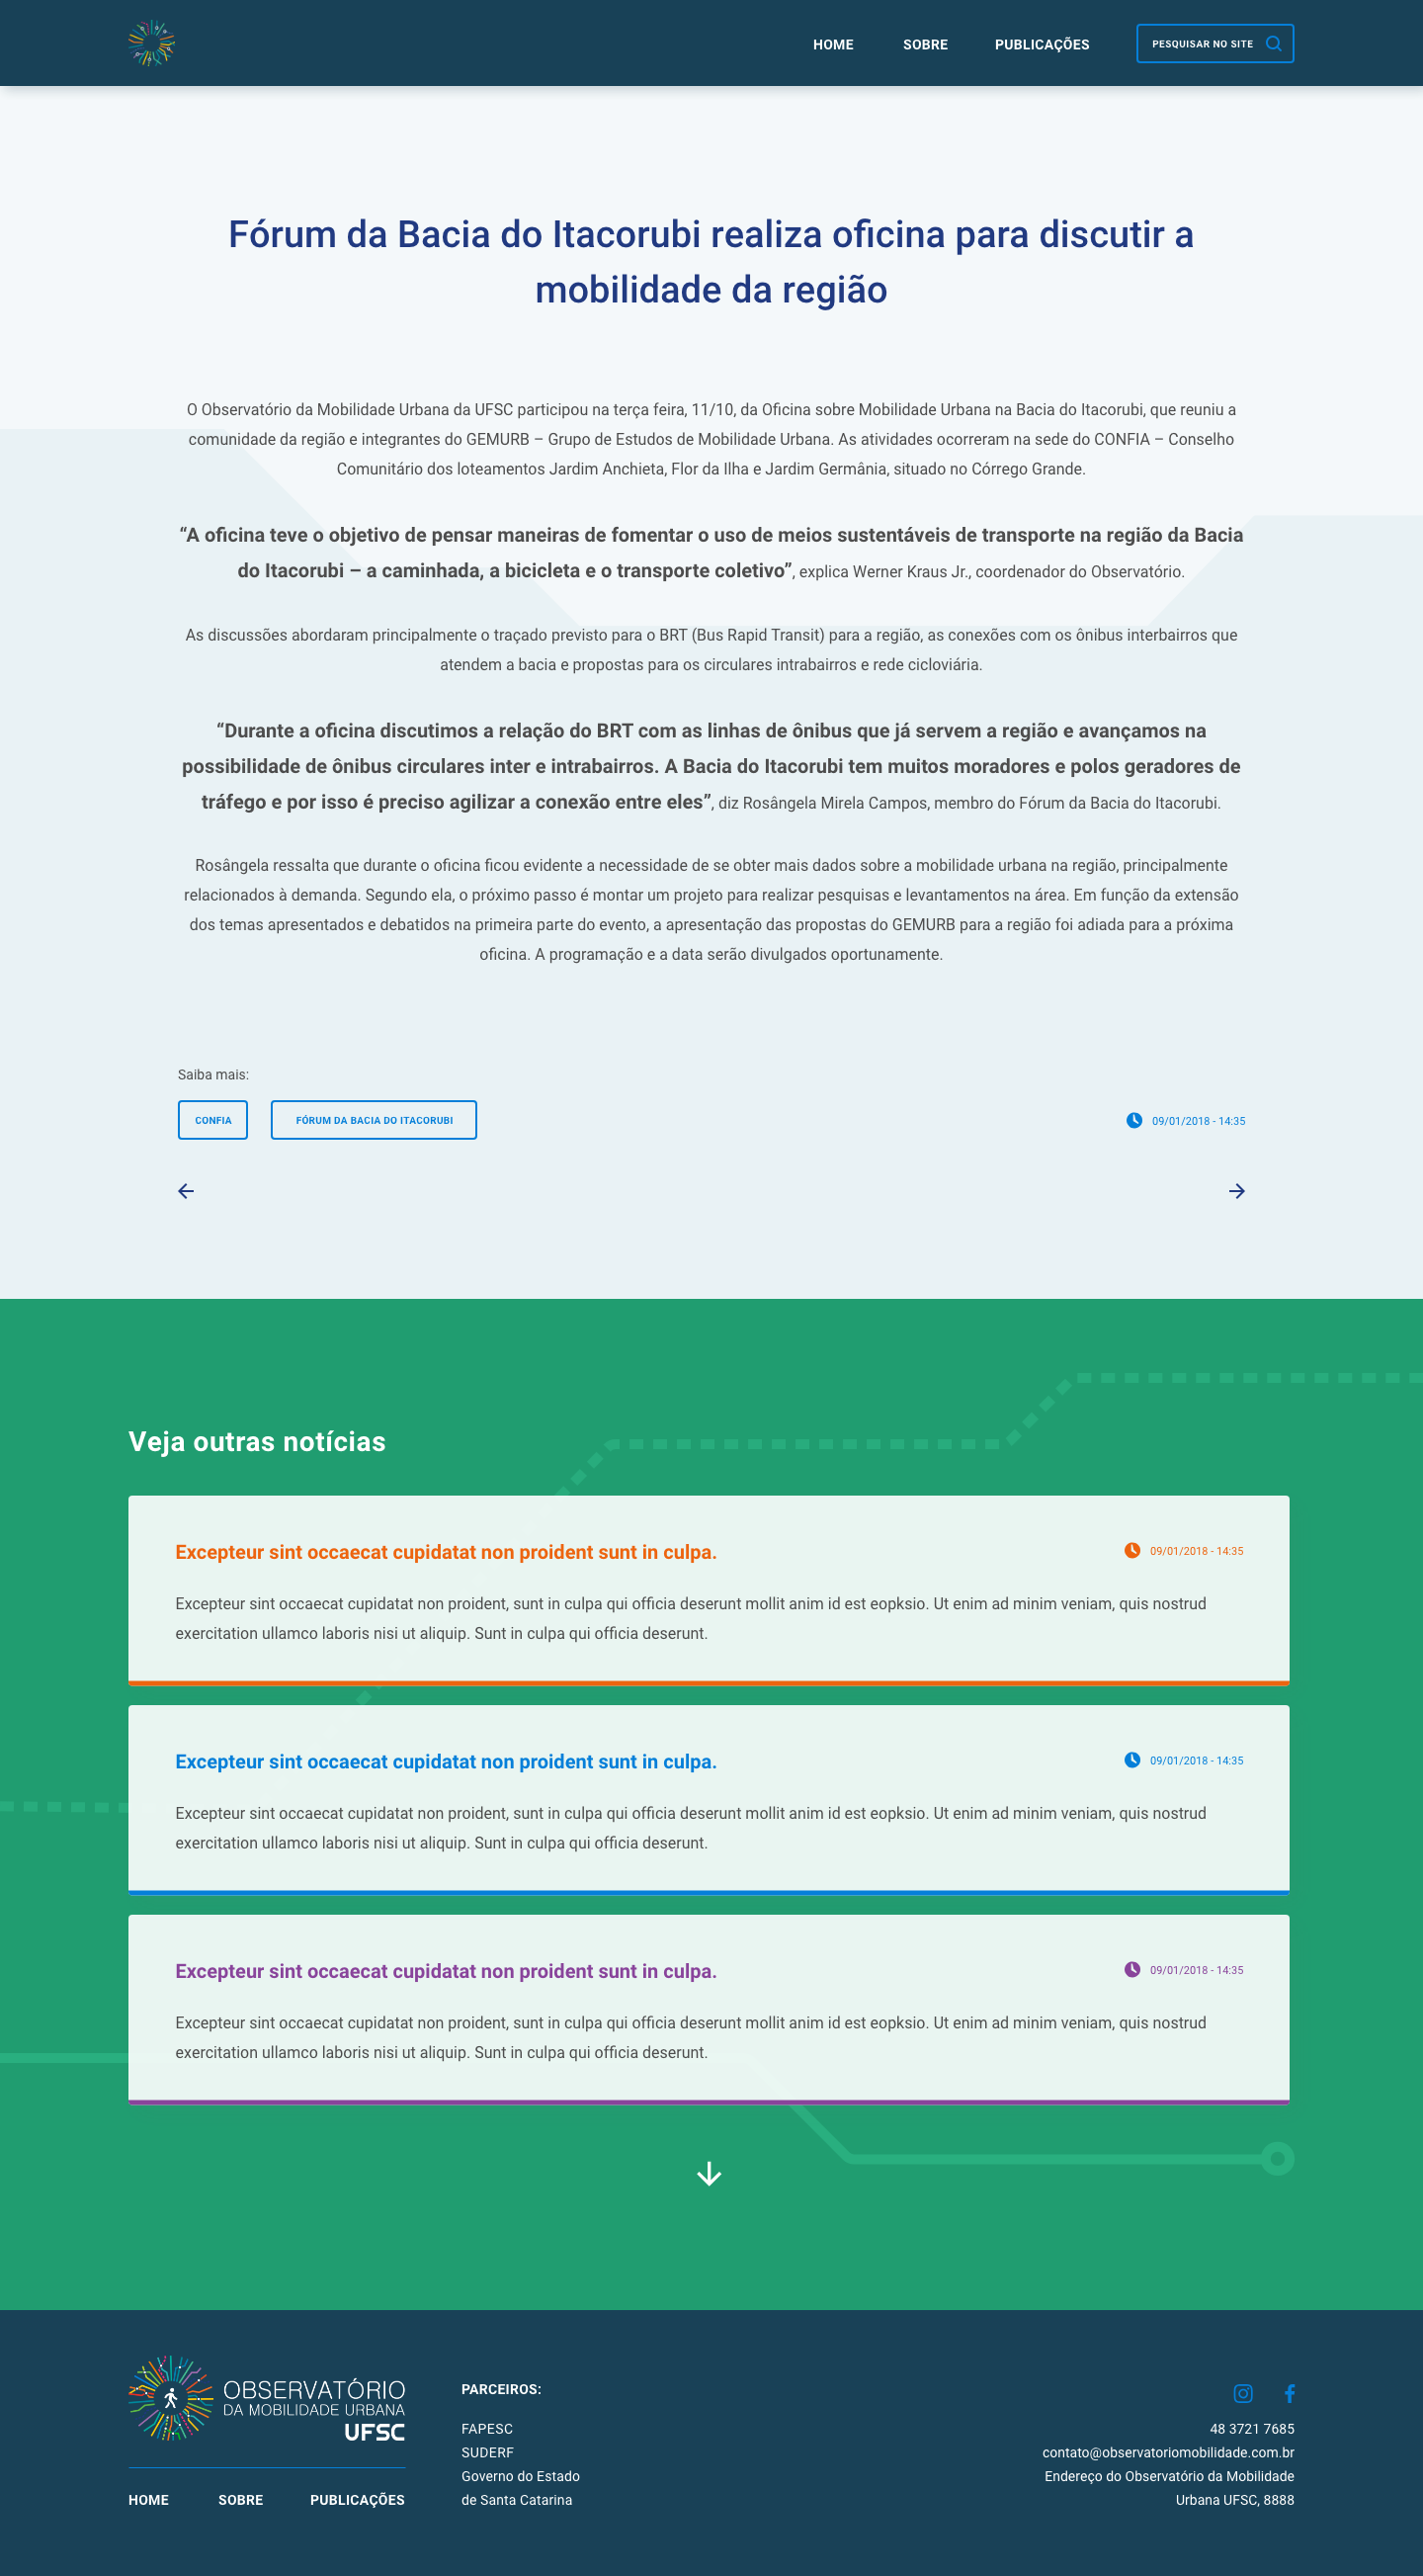 HOME
SOBRE
PUBLICAÇÕES
PESQUISAR NO SITE
Fórum da Bacia do Itacorubi realiza oficina para discutir a
mobilidade da região
O Observatório da Mobilidade Urbana da UFSC participou na terça feira, 11/10, da Oficina sobre Mobilidade Urbana na Bacia do Itacorubi, que reuniu a
comunidade da região e integrantes do GEMURB – Grupo de Estudos de Mobilidade Urbana. As atividades ocorreram na sede do CONFIA – Conselho
Comunitário dos loteamentos Jardim Anchieta, Flor da Ilha e Jardim Germânia, situado no Córrego Grande.
“A oficina teve o objetivo de pensar maneiras de fomentar o uso de meios sustentáveis de transporte na região da Bacia
do Itacorubi – a caminhada, a bicicleta e o transporte coletivo”, explica Werner Kraus Jr., coordenador do Observatório.
As discussões abordaram principalmente o traçado previsto para o BRT (Bus Rapid Transit) para a região, as conexões com os ônibus interbairros que
atendem a bacia e propostas para os circulares intrabairros e rede cicloviária.
“Durante a oficina discutimos a relação do BRT com as linhas de ônibus que já servem a região e avançamos na
possibilidade de ônibus circulares inter e intrabairros. A Bacia do Itacorubi tem muitos moradores e polos geradores de
tráfego e por isso é preciso agilizar a conexão entre eles”, diz Rosângela Mirela Campos, membro do Fórum da Bacia do Itacorubi.
Rosângela ressalta que durante o oficina ficou evidente a necessidade de se obter mais dados sobre a mobilidade urbana na região, principalmente
relacionados à demanda. Segundo ela, o próximo passo é montar um projeto para realizar pesquisas e levantamentos na área. Em função da extensão
dos temas apresentados e debatidos na primeira parte do evento, a apresentação das propostas do GEMURB para a região foi adiada para a próxima
oficina. A programação e a data serão divulgados oportunamente.
Saiba mais:
CONFIA
FÓRUM DA BACIA DO ITACORUBI
09/01/2018 - 14:35
Veja outras notícias
Excepteur sint occaecat cupidatat non proident sunt in culpa.
09/01/2018 - 14:35
Excepteur sint occaecat cupidatat non proident, sunt in culpa qui officia deserunt mollit anim id est eopksio. Ut enim ad minim veniam, quis nostrud
exercitation ullamco laboris nisi ut aliquip. Sunt in culpa qui officia deserunt.
Excepteur sint occaecat cupidatat non proident sunt in culpa.
09/01/2018 - 14:35
Excepteur sint occaecat cupidatat non proident, sunt in culpa qui officia deserunt mollit anim id est eopksio. Ut enim ad minim veniam, quis nostrud
exercitation ullamco laboris nisi ut aliquip. Sunt in culpa qui officia deserunt.
Excepteur sint occaecat cupidatat non proident sunt in culpa.
09/01/2018 - 14:35
Excepteur sint occaecat cupidatat non proident, sunt in culpa qui officia deserunt mollit anim id est eopksio. Ut enim ad minim veniam, quis nostrud
exercitation ullamco laboris nisi ut aliquip. Sunt in culpa qui officia deserunt.
OBSERVATÓRIO
DA MOBILIDADE URBANA
UFSC
HOME
SOBRE
PUBLICAÇÕES
PARCEIROS:
FAPESC
SUDERF
Governo do Estado
de Santa Catarina
48 3721 7685
contato@observatoriomobilidade.com.br
Endereço do Observatório da Mobilidade
Urbana UFSC, 8888